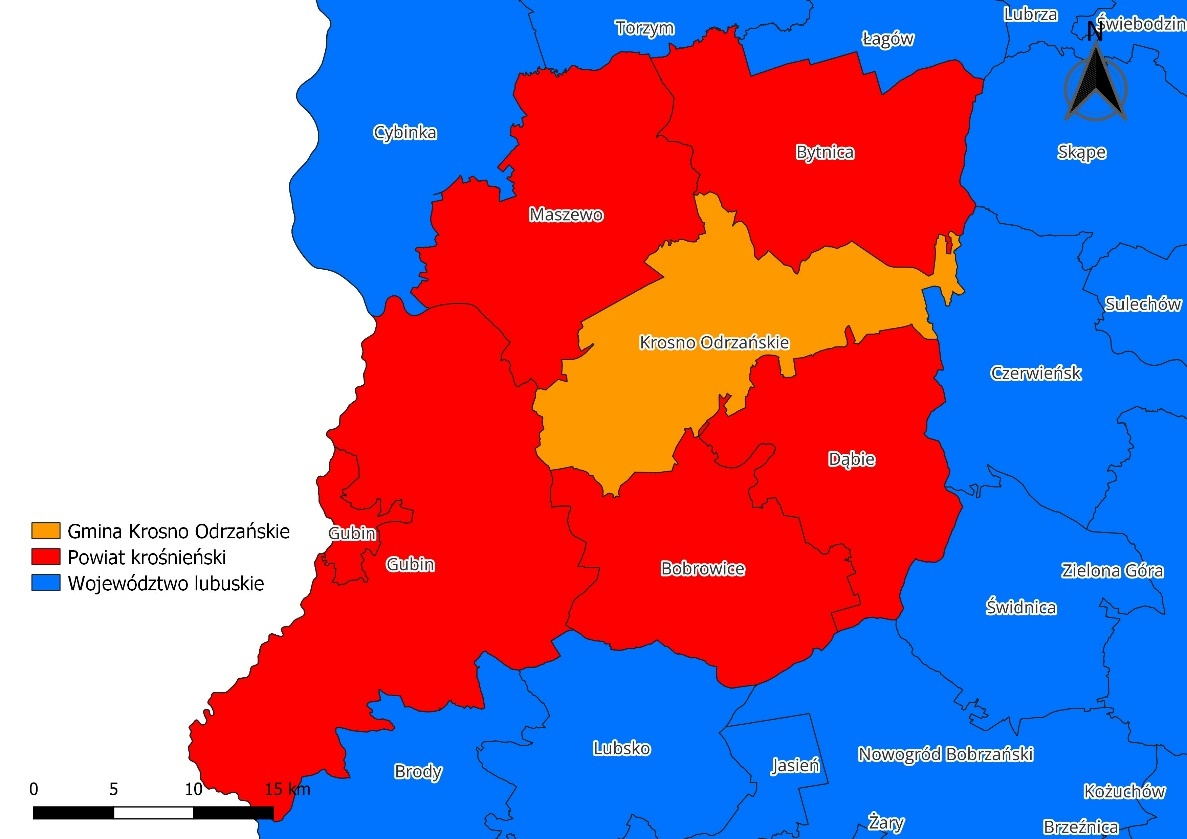 Lubrza
Świebodzin
Torzym
Łagów
N
Cybinka
Bytnica
Skąpe
Maszewo
Sulechów
Krosno Odrzańskie
Czerwieńsk
Dąbie
Gmina Krosno Odrzańskie
Gubin
Powiat krośnieński
Gubin
Bobrowice
Zielona Góra
Województwo lubuskie
Świdnica
Lubsko
Nowogród Bobrzański
Jasień
Brody
0 5 10 15 km
Kożuchów
Żary
Brzeźnica